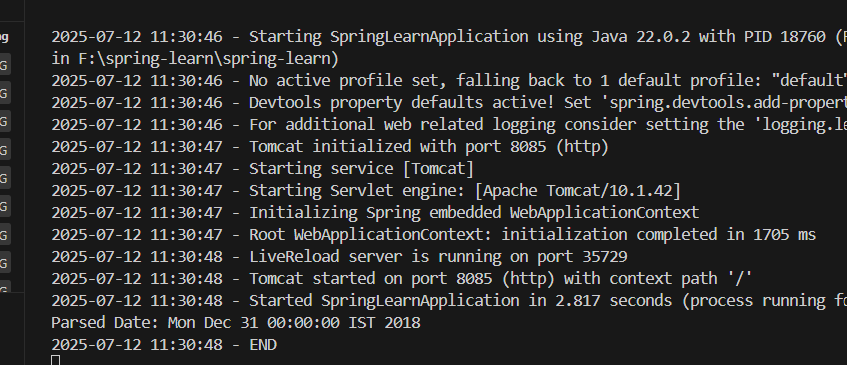 ng
2025-07-12 11:30:46 - Starting SpringLearnApplication using Java 22.0.2 with PID 18760 (F
in F:\spring-learn\spring-learn)
2025-07-12 11:30:46 - No active profile set, falling back to 1 default profile: "default"
2025-07-12 11:30:46 - Devtools property defaults active! Set 'spring.devtools.add-propert
2025-07-12 11:30:46 - For additional web related logging consider setting the 'logging.le
2025-07-12 11:30:47 - Tomcat initialized with port 8085 (http)
2025-07-12 11:30:47 - Starting service [Tomcat]
2025-07-12 11:30:47 - Starting Servlet engine: [Apache Tomcat/10.1.42]
2025-07-12 11:30:47 - Initializing Spring embedded WebApplicationContext
2025-07-12 11:30:47 - Root WebApplicationContext: initialization completed in 1705 ms
2025-07-12 11:30:48 - LiveReload server is running on port 35729
2025-07-12 11:30:48 - Tomcat started on port 8085 (http) with context path '/'
2025-07-12 11:30:48 - Started SpringLearnApplication in 2.817 seconds (process running fo
Parsed Date: Mon Dec 31 00:00:00 IST 2018
2025-07-12 11:30:48 - END
G
G
G
G
G
G
G
G